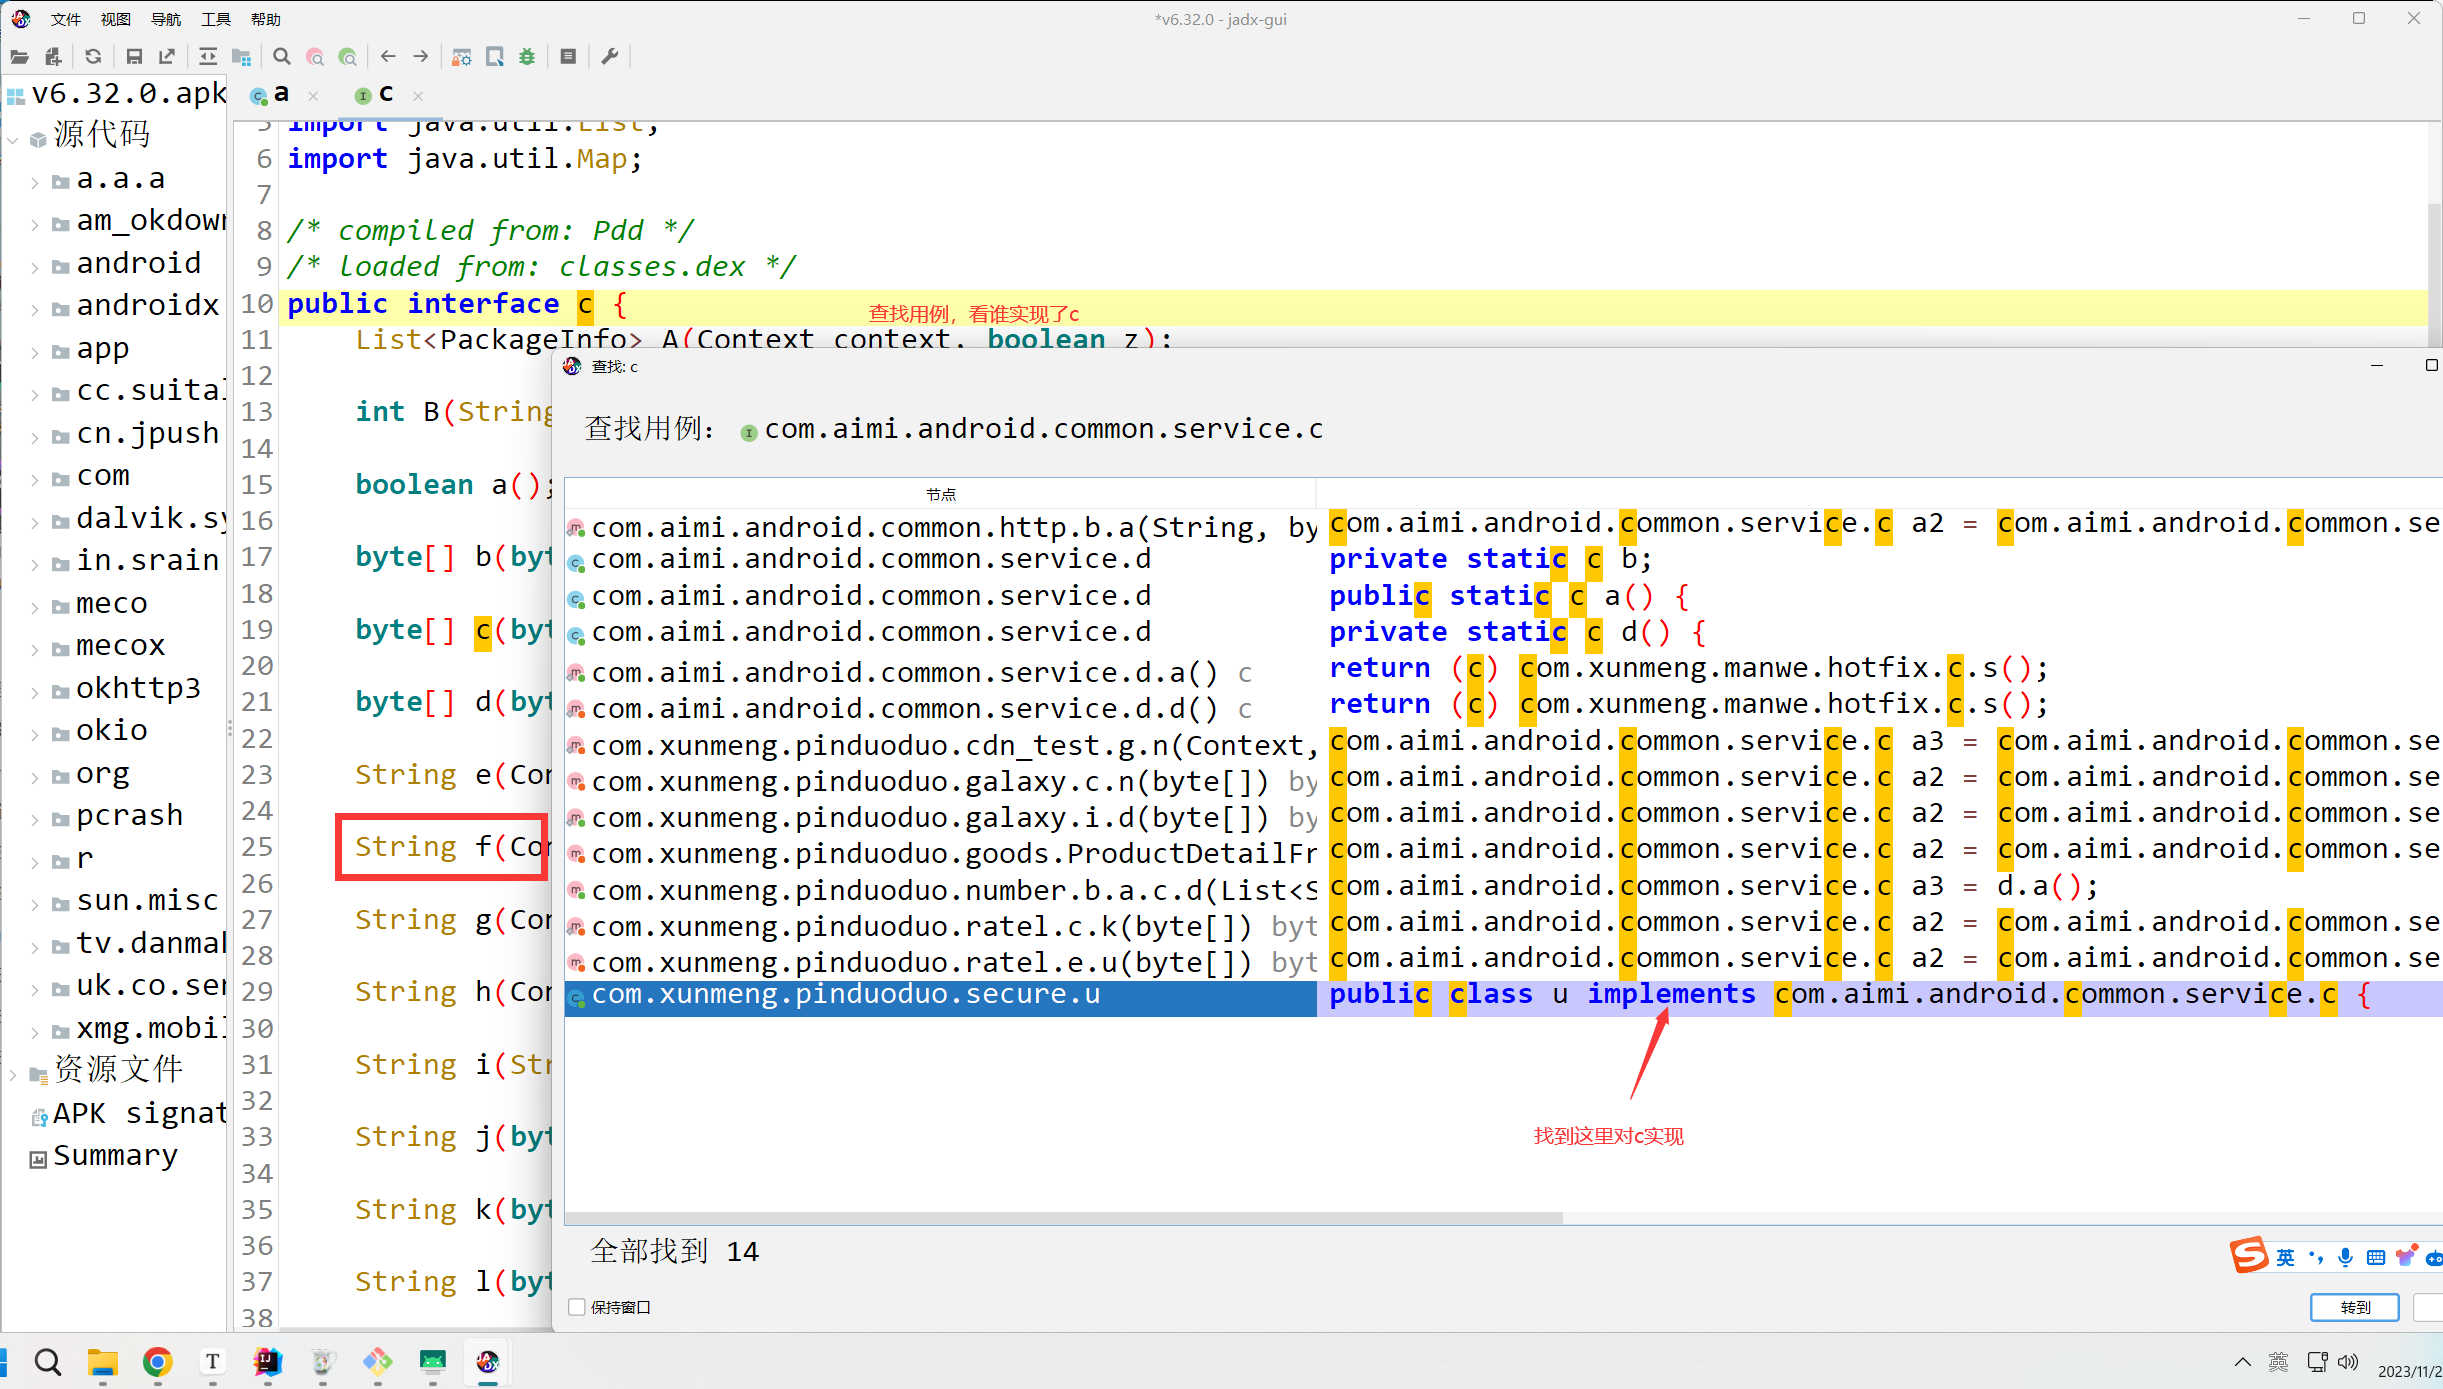 文件 视图 导航 工具 帮助
*v6.32.0 - jadx-gui
v6.32.0.apk
源代码
a.a.a
am_okdown
android
androidx
app
cc.suital
cn.jpush
com
dalvik.sy
in.srain
meco
mecox
okhttp3
okio
org
pcrash
r
sun.misc
tv.danmak
uk.co.sen
xmg.mobil
资源文件
APK signat
Summary
a × c ×
5 import java.util.List;
6 import java.util.Map;
7
8 /* compiled from: Pdd */
9 /* loaded from: classes.dex */
10 public interface c {
查找用例，看谁实现了c
11 List<PackageInfo> A(Context context, boolean z);
12
13 int B(String
14
15 boolean a();
16
17 byte[] b(byt
18
19 byte[] c(byt
20
21 byte[] d(byt
22
23 String e(Con
24
25 String f(Con
26
27 String g(Con
28
29 String h(Con
30
31 String i(Str
32
33 String j(byt
34
35 String k(byt
36
37 String l(byt
38
查找: c
查找用例： com.aimi.android.common.service.c
节点
com.aimi.android.common.http.b.a(String, by com.aimi.android.common.service.c a2 = com.aimi.android.common.se
com.aimi.android.common.service.d private static c b;
com.aimi.android.common.service.d public static c a() {
com.aimi.android.common.service.d private static c d() {
com.aimi.android.common.service.d.a() c return (c) com.xunmeng.manwe.hotfix.c.s();
com.aimi.android.common.service.d.d() c return (c) com.xunmeng.manwe.hotfix.c.s();
com.xunmeng.pinduoduo.cdn_test.g.n(Context, com.aimi.android.common.service.c a3 = com.aimi.android.common.se
com.xunmeng.pinduoduo.galaxy.c.n(byte[]) by com.aimi.android.common.service.c a2 = com.aimi.android.common.se
com.xunmeng.pinduoduo.galaxy.i.d(byte[]) by com.aimi.android.common.service.c a2 = com.aimi.android.common.se
com.xunmeng.pinduoduo.goods.ProductDetailFr com.aimi.android.common.service.c a2 = com.aimi.android.common.se
com.xunmeng.pinduoduo.number.b.a.c.d(List<S com.aimi.android.common.service.c a3 = d.a();
com.xunmeng.pinduoduo.ratel.c.k(byte[]) byt com.aimi.android.common.service.c a2 = com.aimi.android.common.se
com.xunmeng.pinduoduo.ratel.e.u(byte[]) byt com.aimi.android.common.service.c a2 = com.aimi.android.common.se
com.xunmeng.pinduoduo.secure.u public class u implements com.aimi.android.common.service.c {
找到这里对c实现
全部找到 14
英
保持窗口
转到
英
2023/11/2